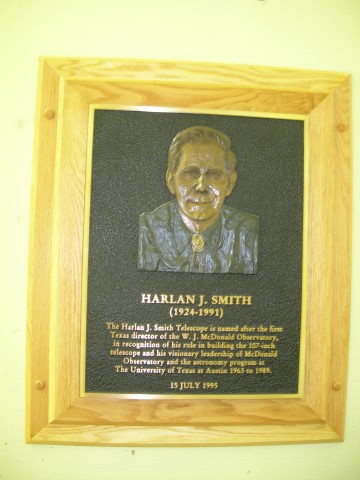 HARLAN J. SMITH
(1924-1991)
The Harlan J. Smith Telescope is named after the first
Texas director of the W. J. McDonald Observatory,
in recognition of his role in building the 107-inch
telescope and his visionary leadership of McDonald
Observatory and the astronomy program at
The University of Texas at Austin 1963 to 1989.
15 JULY 1995